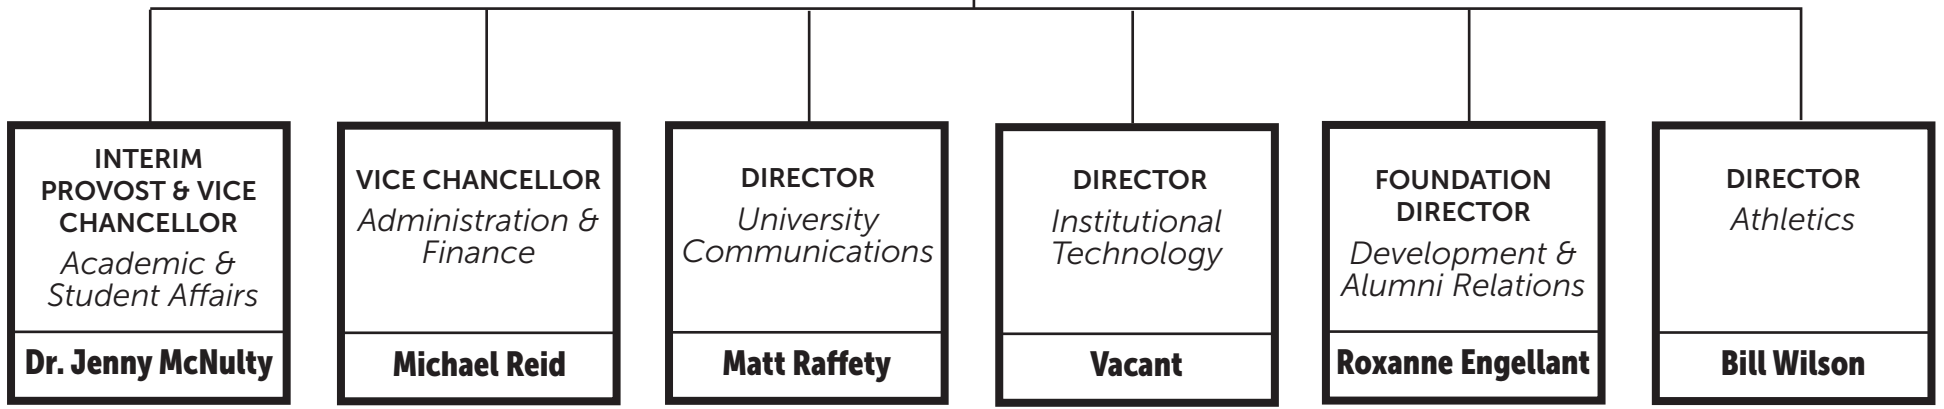 INTERIM
PROVOST & VICE
CHANCELLOR
Academic &
Student Affairs
Dr. Jenny McNulty
VICE CHANCELLOR
Administration &
Finance
Michael Reid
DIRECTOR
University
Communications
Matt Raffety
DIRECTOR
Institutional
Technology
Vacant
FOUNDATION
DIRECTOR
Development &
Alumni Relations
Roxanne Engellant
DIRECTOR
Athletics
Bill Wilson